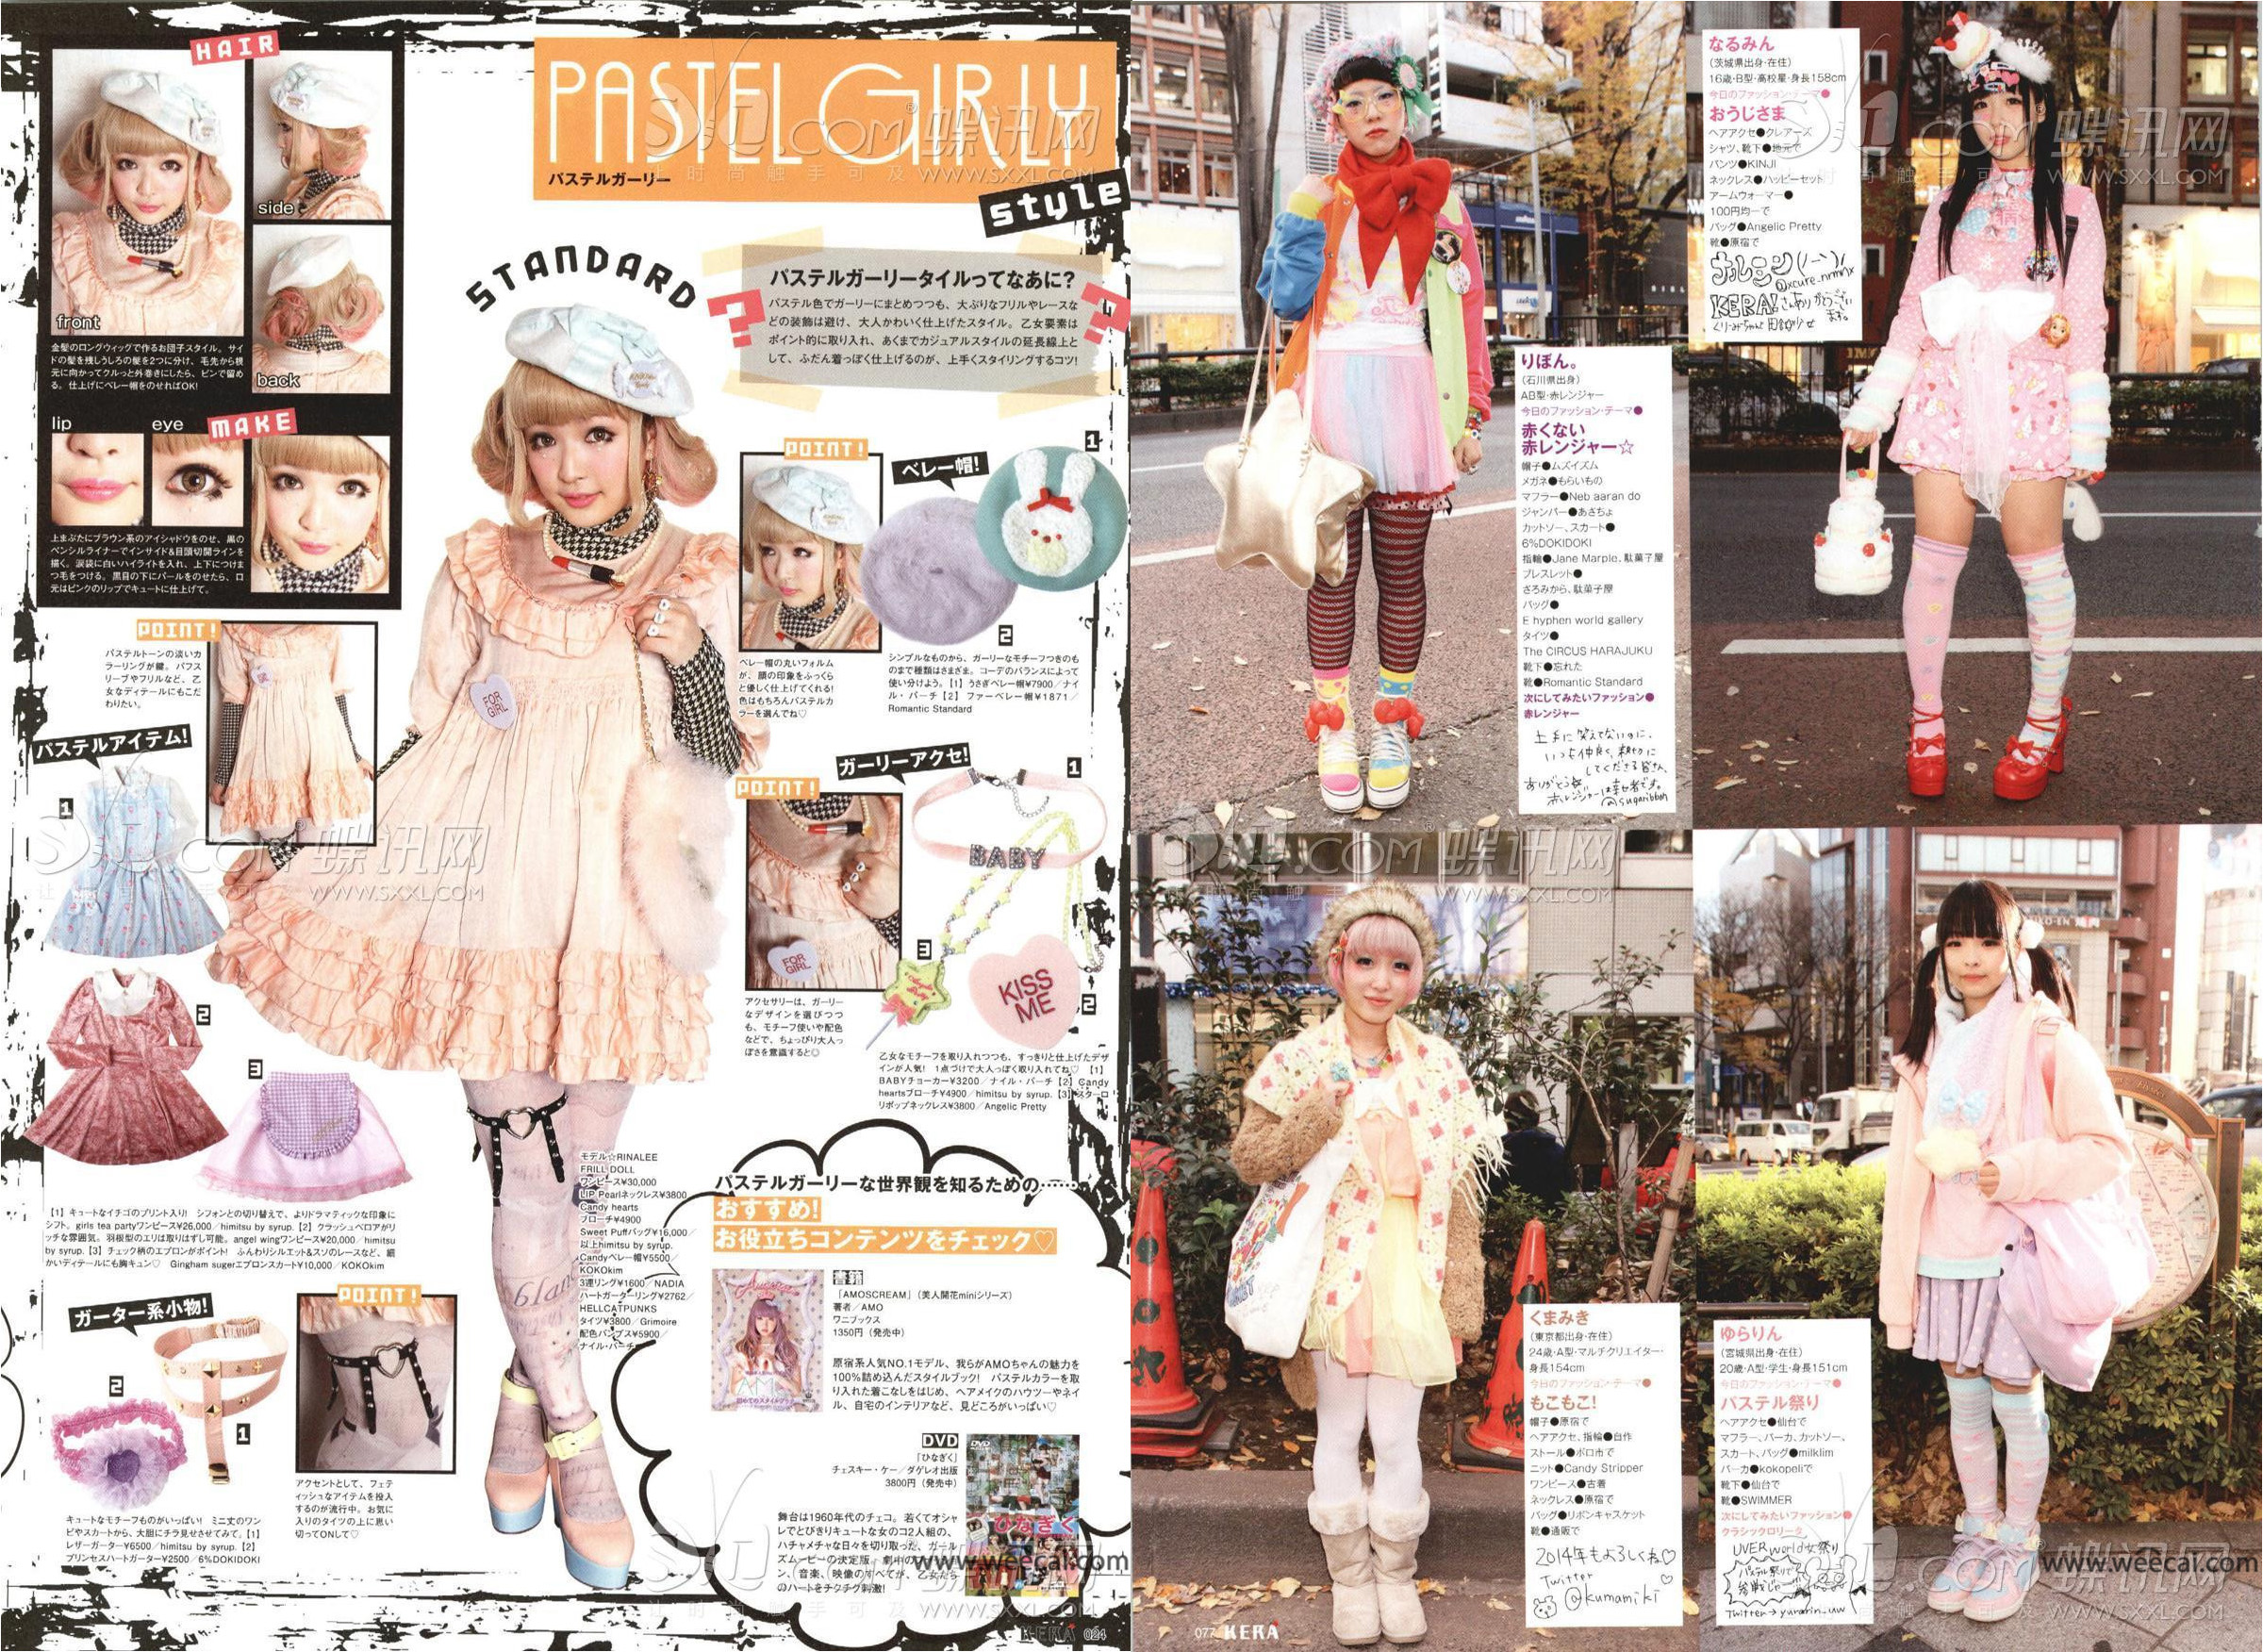 HAIR
front
side
back
金髪のロングウィッグで作るお団子スタイル。サイ
ドの髪を残しうしろの髪を2つに分け、毛先から根
元に向かってクルっと外巻きにしたら、ピンで留め
る。仕上げにベレー帽をのせればOK!
lip
eye
MAKE
上まぶたにブラウン系のアイシャドウをのせ、黒の
ペンシルライナーでインサイド&目頭切開ラインを
描く。涙袋に白いハイライトを入れ、上下につけま
つ毛をつける。黒目の下にパールをのせたら、口
元はピンクのリップでキュートに仕上げて。
PASTEL GIRLY
パステルガーリー
style
STANDARD
パステルガーリータイルってなあに?
パステル色でガーリーにまとめつつも、大ぶりなフリルやレースな
どの装飾は避け、大人かわいく仕上げたスタイル。乙女要素は
ポイント的に取り入れ、あくまでカジュアルスタイルの延長線上と
して、ふだん着っぽく仕上げるのが、上手くスタイリングするコツ!
POINT!
ベレー帽の丸いフォルム
が、顔の印象をふっくら
と優しく仕上げてくれる!
色はもちろんパステルカ
ラーを選んでね♡
ベレー帽!
1
2
シンプルなものから、ガーリーなモチーフつきのも
のまで種類はさまざま。コーデのバランスによって
使い分けよう。【1】うさぎベレー帽¥7900/ナイ
ル・パーチ【2】ファーベレー帽¥1871/
Romantic Standard
POINT!
パステルトーンの淡いカ
ラーリングが鍵。パフス
リーブやフリルなど、乙
女なディテールにもこだ
わりたい。
FOR GIRL
パステルアイテム!
1
2
3
【1】キュートなイチゴのプリント入り! シフォンとの切り替えで、よりドラマティックな印象に
シフト。girls tea partyワンピース¥26,000/himitsu by syrup.【2】クラッシュベロアがリ
ッチな雰囲気。羽根型のエリは取りはずし可能。angel wingワンピース¥20,000/himitsu
by syrup.【3】チェック柄のエプロンがポイント! ふんわりシルエット&スソのレースなど、細
かいディテールにも胸キュン♡ Gingham sugerエプロンスカート¥10,000/KOKOkim
POINT!
FOR GIRL
アクセサリーは、ガーリー
なデザインを選びつつ
も、モチーフ使いや配色
などで、ちょっぴり大人っ
ぽさを意識すると◎
ガーリーアクセ!
1
BABY
3
KISS ME
2
乙女なモチーフを取り入れつつも、すっきりと仕上げたデザ
インが人気! 1点づけで大人っぽく取り入れてね♡【1】
BABYチョーカー¥3200/ナイル・パーチ【2】Candy
heartsブローチ¥4900/himitsu by syrup.【3】スターロ
リポップネックレス¥3800/Angelic Pretty
ガーター系小物!
2
1
キュートなモチーフものがいっぱい! ミニ丈のワン
ピやスカートから、大胆にチラ見せさせてみて。【1】
レザーガーター¥6500/himitsu by syrup.【2】
プリンセスハートガーター¥2500/6%DOKIDOKI
POINT!
アクセントとして、フェテ
ィッシュなアイテムを投入
するのが流行中。お気に
入りのタイツの上に思い
切ってONして♡
モデル☆RINALEE
FRILL DOLL
ワンピース¥30,000
LIP Pearlネックレス¥3800
Candy hearts
ブローチ¥4900
Sweet Puffバッグ¥16,000/
以上himitsu by syrup.
Candyベレー帽¥5500/
KOKOkim
3連リング¥1600/NADIA
ハートガーターリング¥2762/
HELLCATPUNKS
タイツ¥3800/Grimoire
配色パンプス¥5900/
ナイル・パーチ
パステルガーリーな世界観を知るための……
おすすめ!
お役立ちコンテンツをチェック♡
書籍
「AMOSCREAM」(美人開花miniシリーズ)
著者/AMO
ワニブックス
1350円(発売中)
原宿系人気NO.1モデル、我らがAMOちゃんの魅力を
100%詰め込んだスタイルブック! パステルカラーを取
り入れた着こなしをはじめ、ヘアメイクのハウツーやネイ
ル、自宅のインテリアなど、見どころがいっぱい♡
DVD
『ひなぎく』
チェスキー・ケー/ダゲレオ出版
3800円(発売中)
舞台は1960年代のチェコ。若くてオシャ
レでとびきりキュートな女のコ2人組の、
ハチャメチャな日々を切り取った、ガール
ズムービーの決定版。
ン、音楽、映像のすべてが、乙女たち
のハートをチクチク刺激!
ひなぎく
www.weecai.com
KERA 024
りぼん。
(石川県出身)
AB型・赤レンジャー
今日のファッション・テーマ●
赤くない
赤レンジャー☆
帽子●ムズイズム
メガネ●もらいもの
マフラー●Neb aaran do
ジャンパー●あさちょ
カットソー、スカート●
6%DOKIDOKI
指輪●Jane Marple、駄菓子屋
ブレスレット●
さろみから、駄菓子屋
バッグ●
E hyphen world gallery
タイツ●
The CIRCUS HARAJUKU
靴下●忘れた
靴●Romantic Standard
次にしてみたいファッション●
赤レンジャー
上手に笑えてないのに、
いつも仲良く、親切に
してくださる皆さん、
ありがとう☆
赤レンジャーは幸せ者です。
@sugaribbon
なるみん
(茨城県出身・在住)
16歳・B型・高校星・身長158cm
今日のファッション・テーマ●
おうじさま
ヘアアクセ●クレアーズ
シャツ、靴下●地元で
パンツ●KINJI
ネックレス●ハッピーセット
アームウォーマー●
100円均一で
バッグ●Angelic Pretty
靴●原宿で
@xcure_nrmnx
KERA!さんありがとうござい
ます。
くまみき
(東京都出身・在住)
24歳・A型・マルチクリエイター・
身長154cm
今日のファッション・テーマ●
もこもこ!
帽子●原宿で
ヘアアクセ、指輪●自作
ストール●ボロ市で
ニット●Candy Stripper
ワンピース●古着
ネックレス●原宿で
バッグ●リボンキャスケット
靴●通販で
2014年もよろしくね♡
Twitter
@kumamiki
077 KERA
ゆらりん
(宮城県出身・在住)
20歳・A型・学生・身長151cm
今日のファッション・テーマ●
パステル祭り
ヘアアクセ●仙台で
マフラー、パーカ、カットソー、
スカート、バッグ●milklim
パーカ●kokopeliで
靴下●仙台で
靴●SWIMMER
次にしてみたいファッション●
クラシックロリータ
UVERworld女祭り
パステル祭りで
Twitter→yurarin_uw
www.weecai.com
蝶讯网
WWW.SXXL.COM